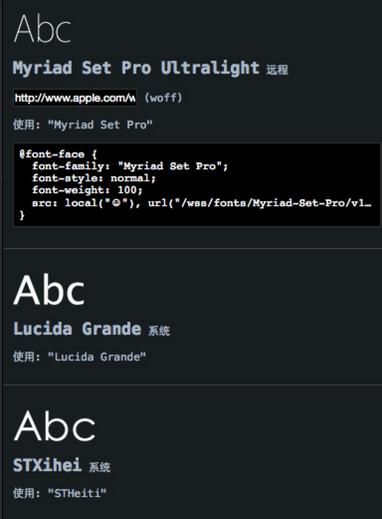 Abc
Myriad Set Pro Ultralight 远程
http://www.apple.com/w (woff)
使用: "Myriad Set Pro"
@font-face {
font-family: "Myriad Set Pro";
font-style: normal;
font-weight: 100;
src: local("☺"), url("/wss/fonts/Myriad-Set-Pro/v1…
}
Abc
Lucida Grande 系统
使用: "Lucida Grande"
Abc
STXihei 系统
使用: "STHeiti"